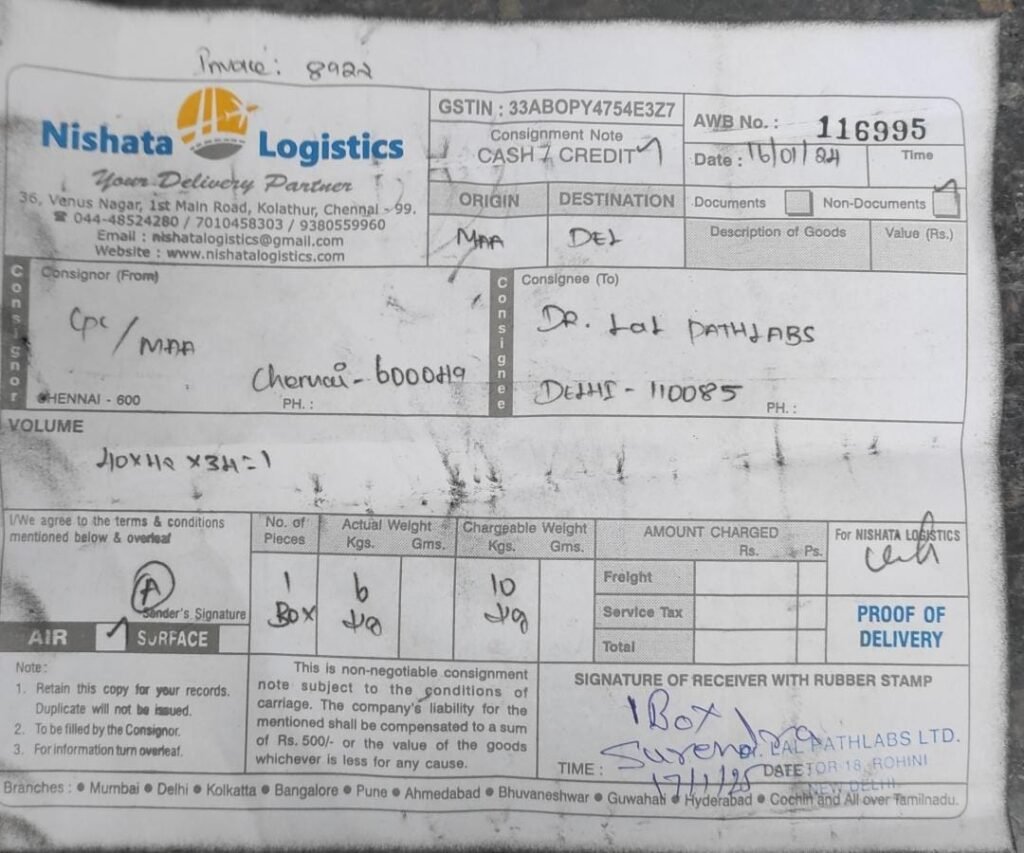 Invoice: 8922
Nishata Logistics
Your Delivery Partner
36, Venus Nagar, 1st Main Road, Kolathur, Chennai - 99.
☎ 044-48524280 / 7010458303 / 9380559960
Email : nishatalogistics@gmail.com
Website : www.nishatalogistics.com
GSTIN : 33ABOPY4754E3Z7
Consignment Note
CASH / CREDIT
AWB No. : 116995
Date : 16/01/24
Time
ORIGIN
DESTINATION
MAA
DEL
Documents
Non-Documents
Description of Goods
Value (Rs.)
Consignor
Consignor (From)
CPC / MAA
Chennai - 600049
CHENNAI - 600
PH. :
Consignee
Consignee (To)
DR. Lal PATHLABS
DELHI - 110085
PH. :
VOLUME
40x42x34=1
I/We agree to the terms & conditions
mentioned below & overleaf
Sender's Signature
AIR
SURFACE
No. of
Pieces
1
BOX
Actual Weight
Kgs. Gms.
6
kg
Chargeable Weight
Kgs. Gms.
10
kg
AMOUNT CHARGED
Rs. Ps.
Freight
Service Tax
Total
For NISHATA LOGISTICS
PROOF OF
DELIVERY
Note:
1. Retain this copy for your records.
Duplicate will not be issued.
2. To be filled by the Consignor.
3. For information turn overleaf.
This is non-negotiable consignment
note subject to the conditions of
carriage. The company's liability for the
mentioned shall be compensated to a sum
of Rs. 500/- or the value of the goods
whichever is less for any cause.
SIGNATURE OF RECEIVER WITH RUBBER STAMP
1 Box
Surendra
LAL PATHLABS LTD.
TIME :
17/1/25
DATE
TOR 18, ROHINI
NEW DELHI
Branches : ● Mumbai ● Delhi ● Kolkatta ● Bangalore ● Pune ● Ahmedabad ● Bhuvaneshwar ● Guwahati ● Hyderabad ● Cochin and All over Tamilnadu.